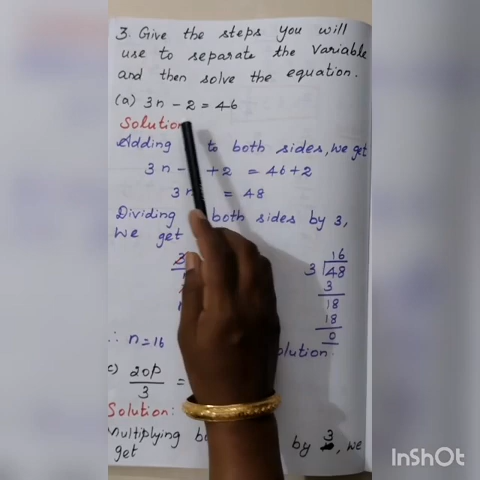 3. Give the steps you will
use to separate the variable
and then solve the equation.
(a) 3n - 2 = 46
Solution
Adding to both sides, we get
3n - + 2 = 46 + 2
3n = 48
Dividing both sides by 3,
we get
16
3 48
3
18
18
0
∴ n = 16
c) 20p/3 =
Solution:
Multiplying by 3, we
get
InShOt